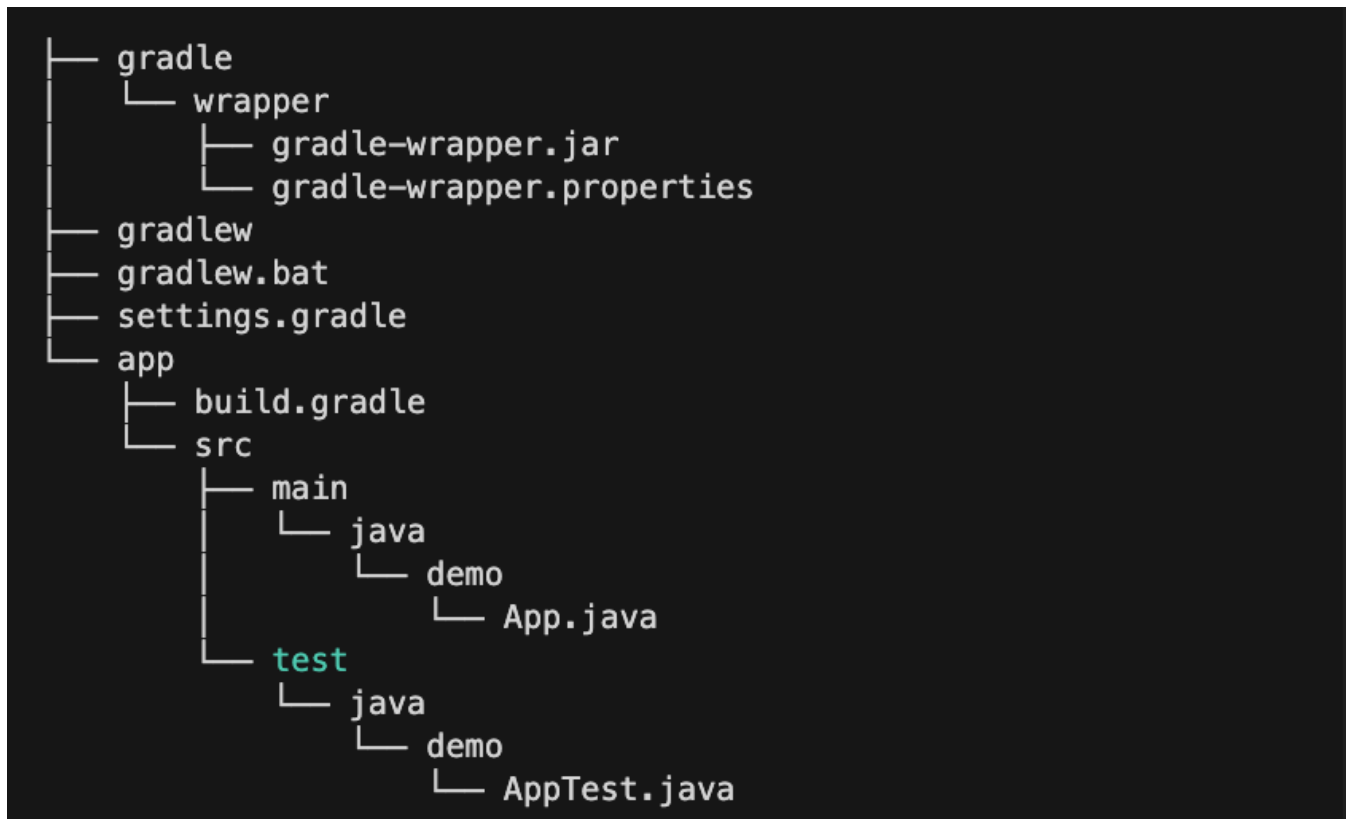 ├── gradle
│   └── wrapper
│       ├── gradle-wrapper.jar
│       └── gradle-wrapper.properties
├── gradlew
├── gradlew.bat
├── settings.gradle
└── app
    ├── build.gradle
    └── src
        ├── main
        │   └── java
        │       └── demo
        │           └── App.java
        └── test
            └── java
                └── demo
                    └── AppTest.java